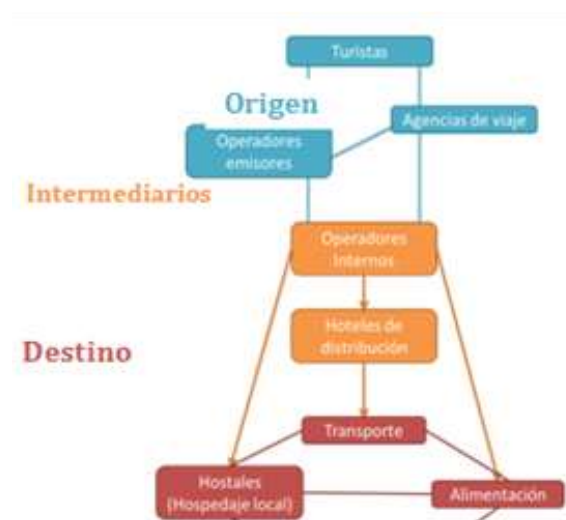 Turistas
Origen
Agencias de viaje
Operadores
emisores
Intermediarios
Operadores
Internos
Hoteles de
distribución
Destino
Transporte
Hostales
(Hospedaje local)
Alimentación